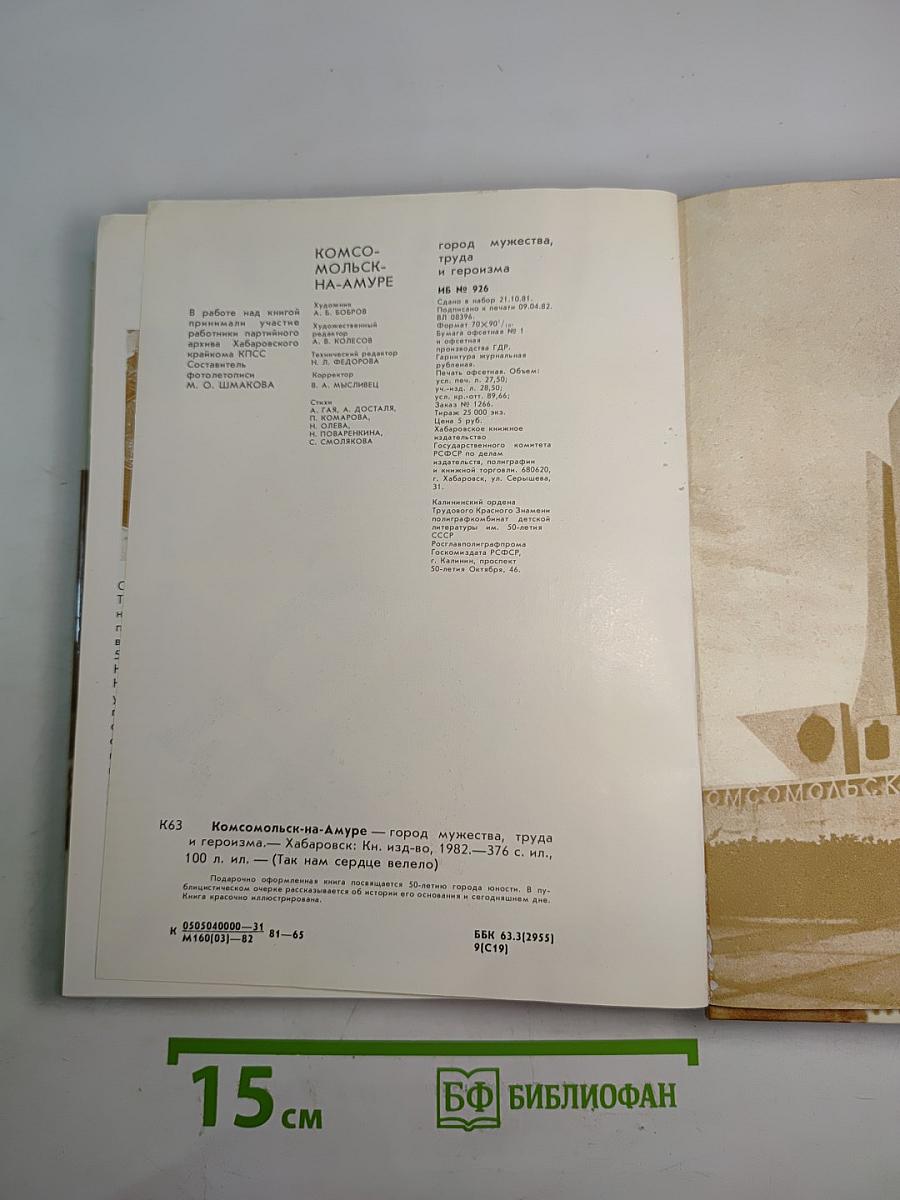 В работе над книгой
принимали участие
работники партийного
архива Хабаровского
крайкома КПСС
Составитель
фотолетописи
М. О. ШМАКОВА
КОМСО-
МОЛЬСК-
НА-АМУРЕ
Художник
А. Б. БОБРОВ
Художественный
редактор
А. В. КОЛЕСОВ
Технический редактор
Н. Л. ФЕДОРОВА
Корректор
В. А. МЫСЛИВЕЦ
Стихи
А. ГАЯ, А. ДОСТАЛЯ,
П. КОМАРОВА,
Н. ОЛЕВА,
Н. ПОВАРЕНКИНА,
С. СМОЛЯКОВА
город мужества,
труда
и героизма
ИБ № 926
Сдано в набор 21.10.81.
Подписано к печати 09.04.82.
ВЛ 08396.
Формат 70×90¹/₁₆.
Бумага офсетная № 1
и офсетная
производства ГДР.
Гарнитура журнальная
рубленая.
Печать офсетная. Объем:
усл. печ. л. 27,50;
уч.-изд. л. 28,50;
усл. кр.-отт. 89,66;
Заказ № 1266.
Тираж 25 000 экз.
Цена 5 руб.
Хабаровское книжное
издательство
Государственного комитета
РСФСР по делам
издательств, полиграфии
и книжной торговли. 680620,
г. Хабаровск, ул. Серышева,
31.
Калининский ордена
Трудового Красного Знамени
полиграфкомбинат детской
литературы им. 50-летия
СССР
Росглавполиграфпрома
Госкомиздата РСФСР,
г. Калинин, проспект
50-летия Октября, 46.
К63 Комсомольск-на-Амуре — город мужества, труда
и героизма.— Хабаровск: Кн. изд-во, 1982.—376 с. ил.,
100 л. ил. — (Так нам сердце велело)
Подарочно оформленная книга посвящается 50-летию города юности. В пу-
блицистическом очерке рассказывается об истории его основания и сегодняшнем дне.
Книга красочно иллюстрирована.
К 0505040000—31
М160(03)—82 81—65
ББК 63.3(2955)
9(С19)
ОМСОМОЛЬСК
15 см
БФ БИБЛИОФАН